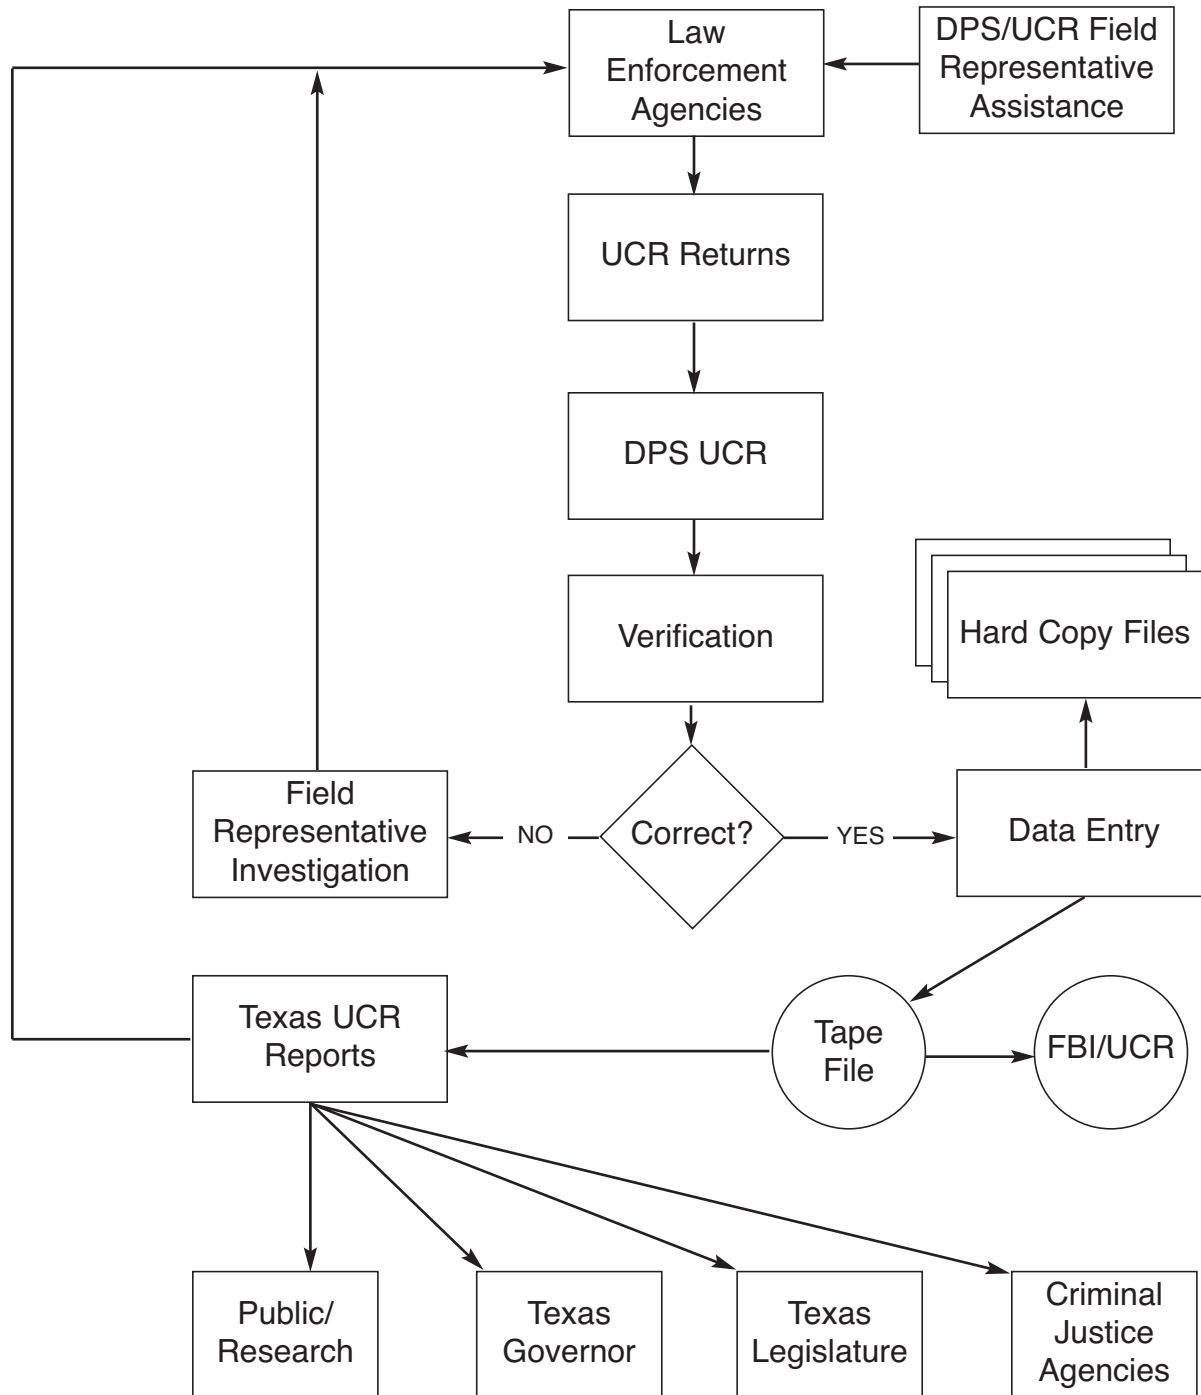 Law
Enforcement
Agencies
DPS/UCR Field
Representative
Assistance
UCR Returns
DPS UCR
Verification
Hard Copy Files
Field
Representative
Investigation
NO
Correct?
YES
Data Entry
Texas UCR
Reports
Tape
File
FBI/UCR
Public/
Research
Texas
Governor
Texas
Legislature
Criminal
Justice
Agencies